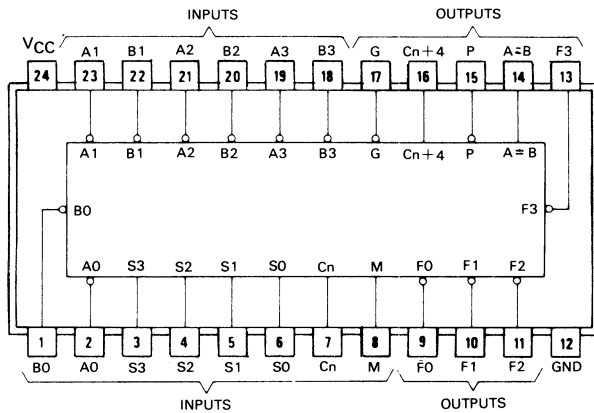 INPUTS OUTPUTS
VCC A1 B1 A2 B2 A3 B3 G Cn+4 P A=B F3
24 23 22 21 20 19 18 17 16 15 14 13
A1 B1 A2 B2 A3 B3 G Cn+4 P A=B
B0 F3
A0 S3 S2 S1 S0 Cn M F0 F1 F2
1 2 3 4 5 6 7 8 9 10 11 12
B0 A0 S3 S2 S1 S0 Cn M F0 F1 F2 GND
INPUTS OUTPUTS